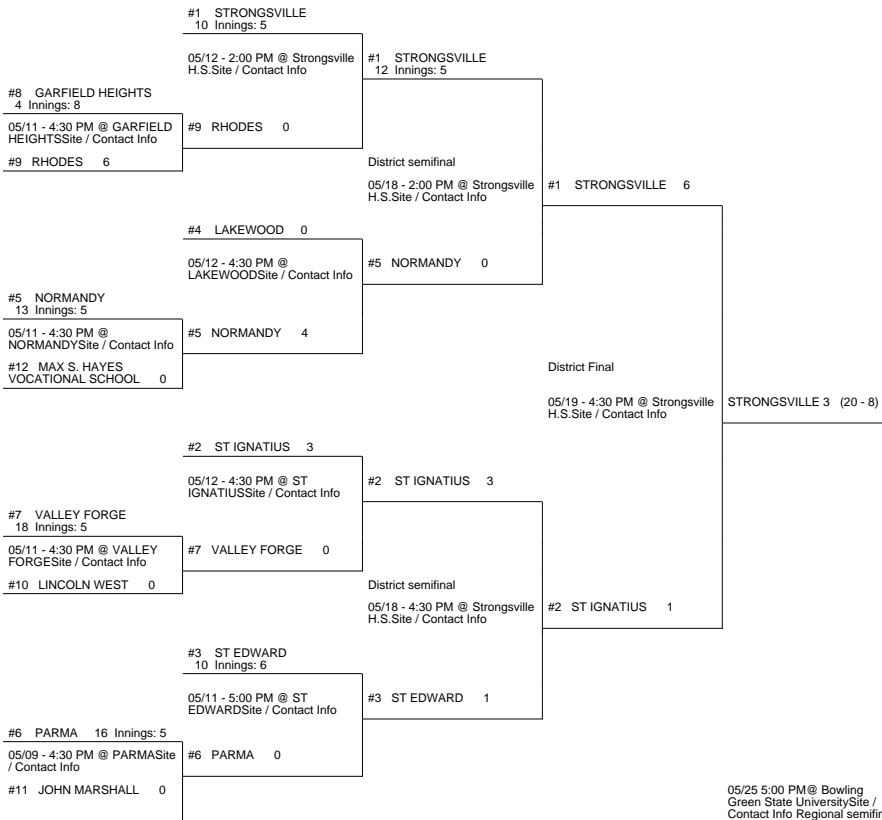 #1 STRONGSVILLE
10 Innings: 5
05/12 - 2:00 PM @ Strongsville
H.S.Site / Contact Info
#1 STRONGSVILLE
12 Innings: 5
#8 GARFIELD HEIGHTS
4 Innings: 8
05/11 - 4:30 PM @ GARFIELD
HEIGHTSSite / Contact Info
#9 RHODES 0
#9 RHODES 6
District semifinal
05/18 - 2:00 PM @ Strongsville
H.S.Site / Contact Info
#1 STRONGSVILLE 6
#4 LAKEWOOD 0
05/12 - 4:30 PM @
LAKEWOODSite / Contact Info
#5 NORMANDY 0
#5 NORMANDY
13 Innings: 5
05/11 - 4:30 PM @
NORMANDYSite / Contact Info
#5 NORMANDY 4
#12 MAX S. HAYES
VOCATIONAL SCHOOL 0
District Final
05/19 - 4:30 PM @ Strongsville
H.S.Site / Contact Info
STRONGSVILLE 3 (20 - 8)
#2 ST IGNATIUS 3
05/12 - 4:30 PM @ ST
IGNATIUSSite / Contact Info
#2 ST IGNATIUS 3
#7 VALLEY FORGE
18 Innings: 5
05/11 - 4:30 PM @ VALLEY
FORGESite / Contact Info
#7 VALLEY FORGE 0
#10 LINCOLN WEST 0
District semifinal
05/18 - 4:30 PM @ Strongsville
H.S.Site / Contact Info
#2 ST IGNATIUS 1
#3 ST EDWARD
10 Innings: 6
05/11 - 5:00 PM @ ST
EDWARDSite / Contact Info
#3 ST EDWARD 1
#6 PARMA 16 Innings: 5
05/09 - 4:30 PM @ PARMASite
/ Contact Info
#6 PARMA 0
#11 JOHN MARSHALL 0
05/25 5:00 PM@ Bowling
Green State UniversitySite /
Contact Info Regional